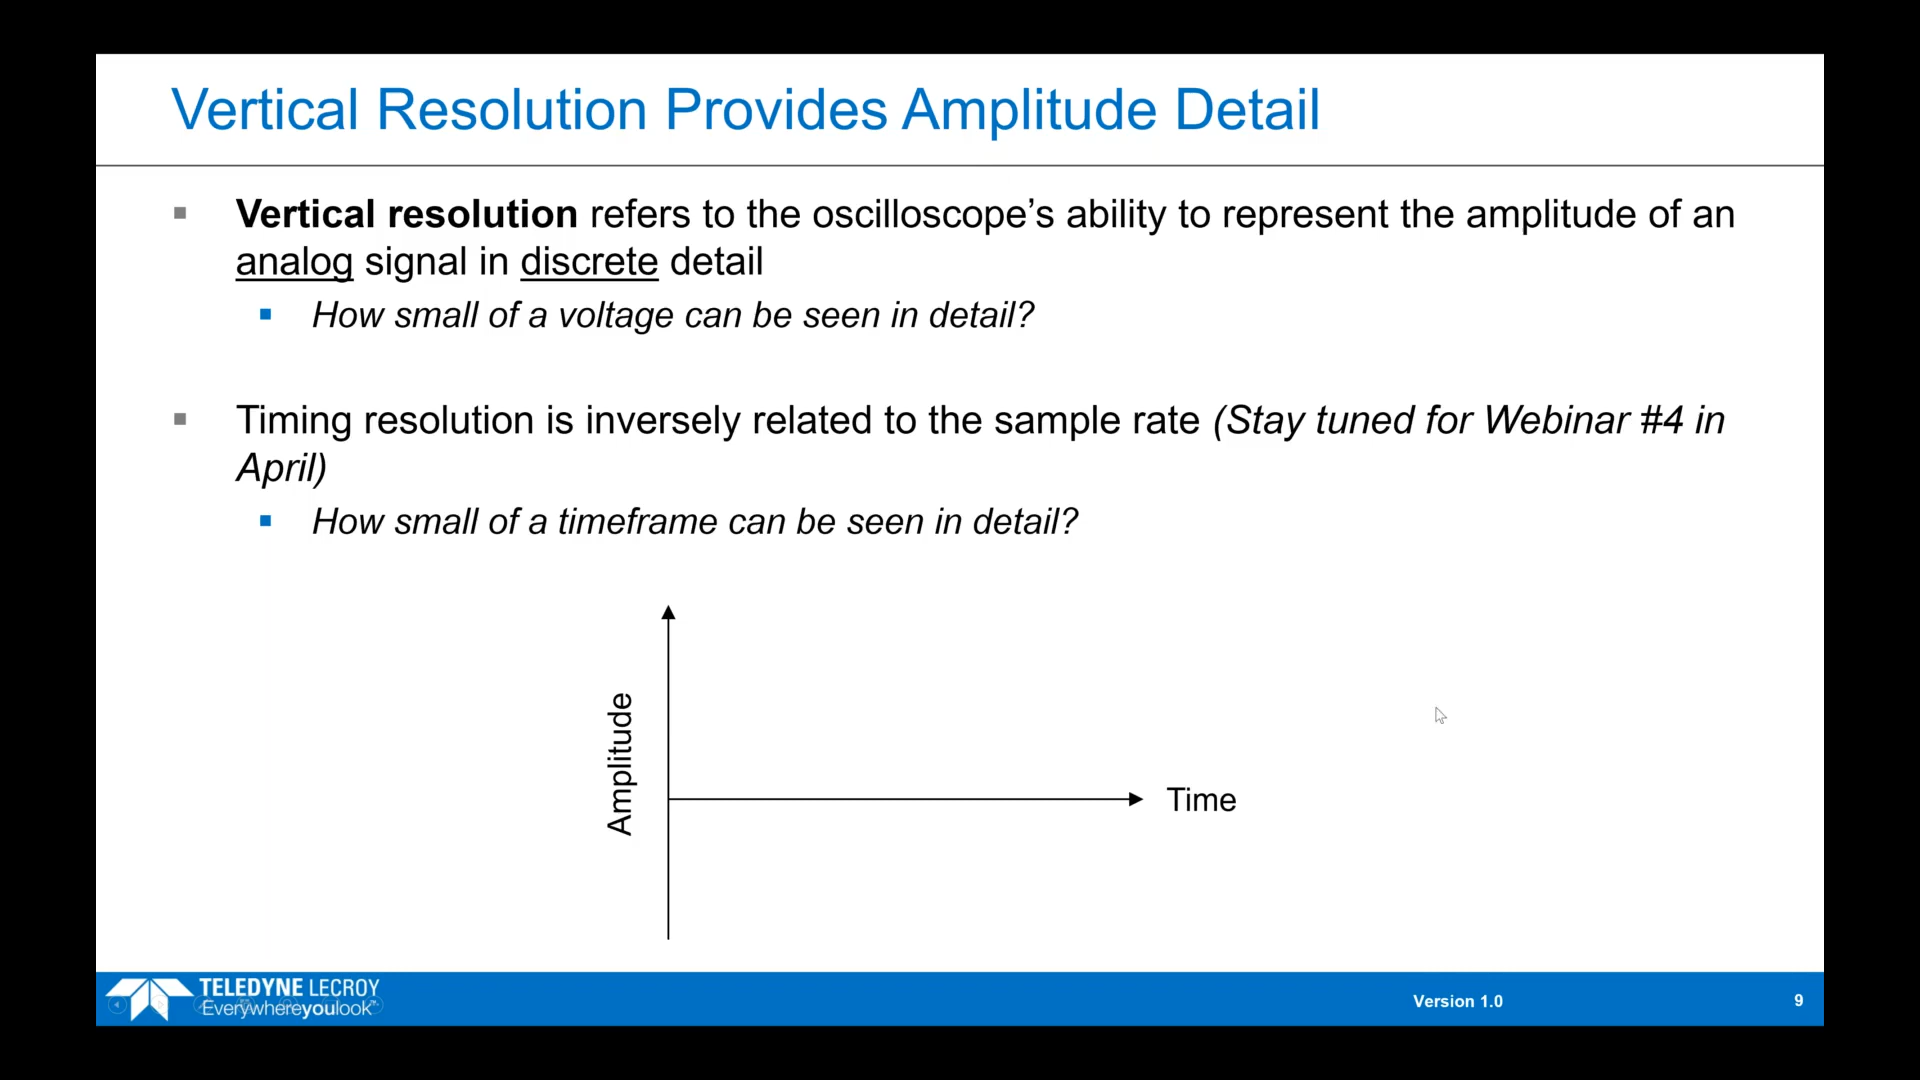 Vertical Resolution Provides Amplitude Detail
Vertical resolution refers to the oscilloscope’s ability to represent the amplitude of an
analog signal in discrete detail
How small of a voltage can be seen in detail?
Timing resolution is inversely related to the sample rate (Stay tuned for Webinar #4 in
April)
How small of a timeframe can be seen in detail?
Amplitude
Time
TELEDYNE LECROY
Everywhereyoulook™
Version 1.0
9